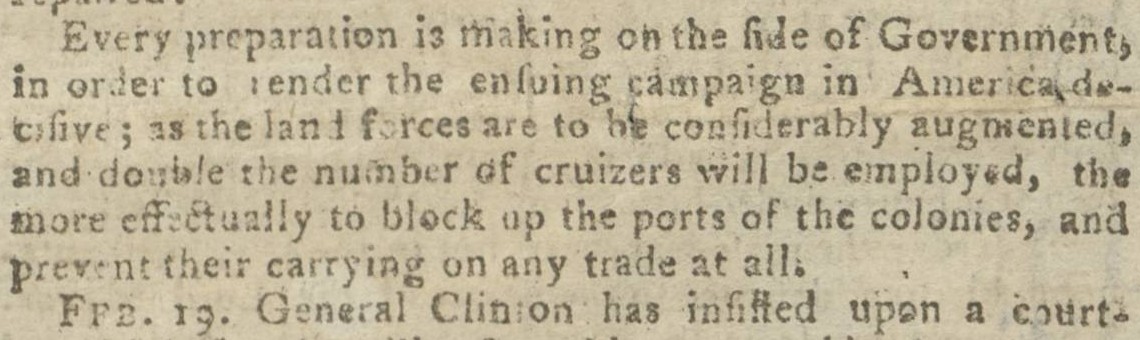 Every preparation is making on the ſide of Government,
in order to render the enſuing campaign in America de-
ciſive; as the land forces are to be conſiderably augmented,
and double the number of cruizers will be employed, the
more effectually to block up the ports of the colonies, and
prevent their carrying on any trade at all.
FEB. 19. General Clinton has inſiſted upon a court-